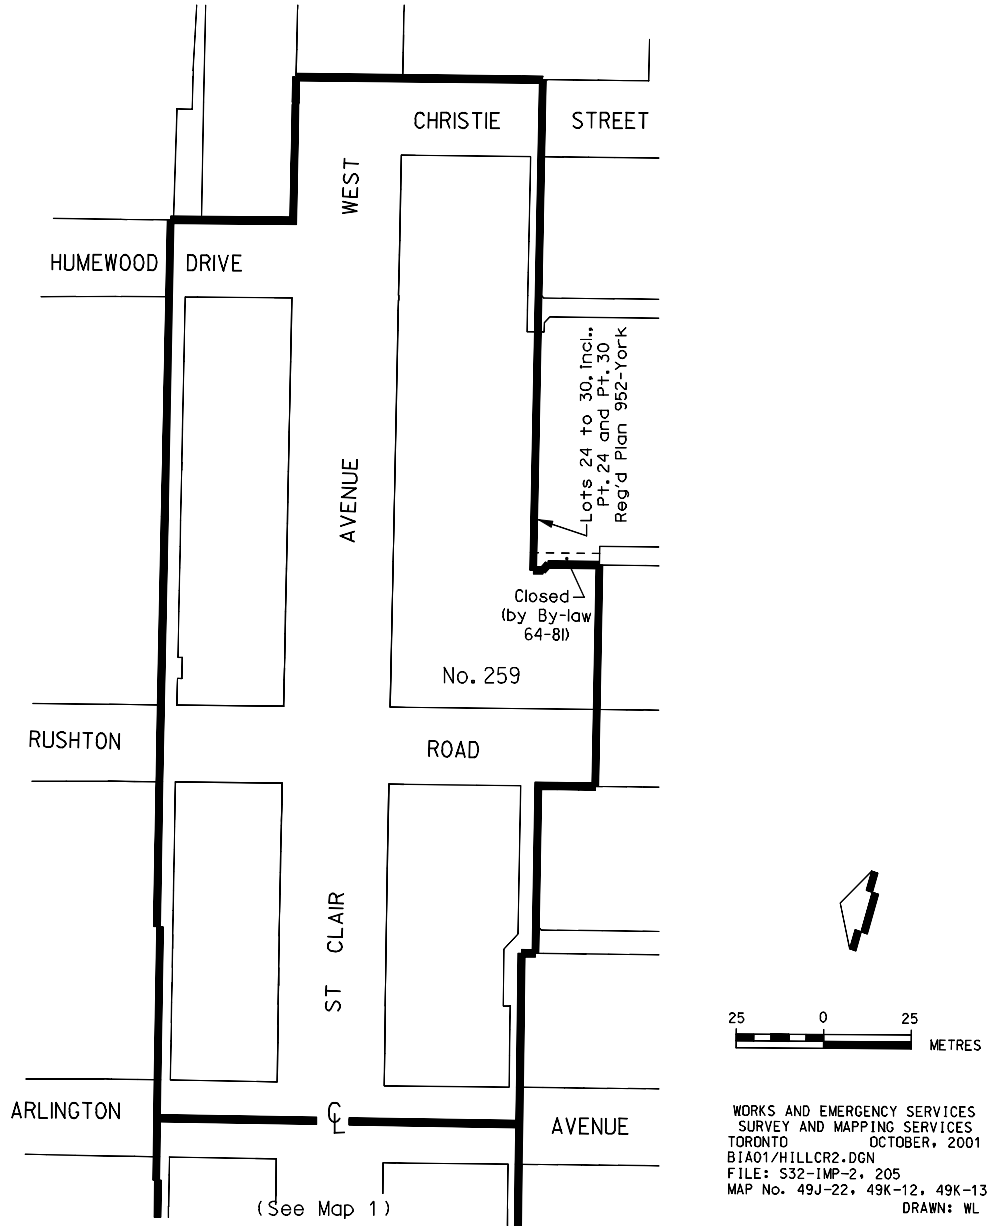 CHRISTIE STREET
WEST
HUMEWOOD DRIVE
Lots 24 to 30, Incl.,
Pt. 24 and Pt. 30
Reg'd Plan 952-York
AVENUE
Closed
(by By-law
64-81)
No. 259
RUSHTON ROAD
CLAIR
ST
25 0 25
METRES
ARLINGTON AVENUE
CL
(See Map 1)
WORKS AND EMERGENCY SERVICES
SURVEY AND MAPPING SERVICES
TORONTO OCTOBER, 2001
BIA01/HILLCR2.DGN
FILE: S32-IMP-2, 205
MAP No. 49J-22, 49K-12, 49K-13
DRAWN: WL